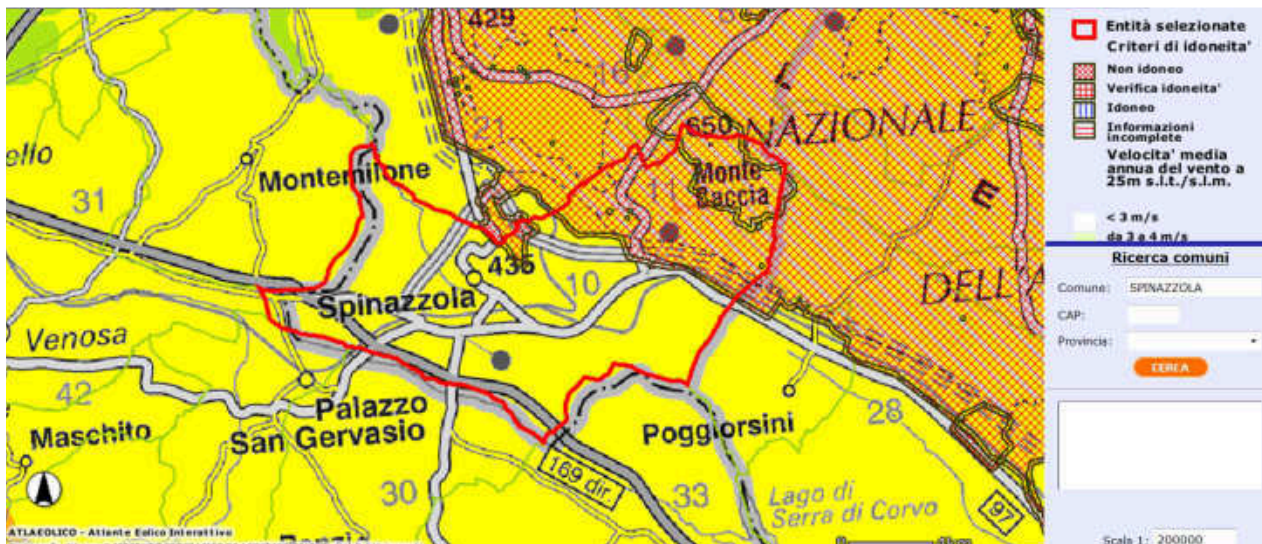 429
16
I
ello
21
650
NAZIONALE
Montemilone
Monte
Caccia
11
E
31
435
10
DELL'A
Spinazzola
Venosa
42
Palazzo
San Gervasio
Maschito
Poggiorsini
28
169 dir.
30
33
Lago di
Serra di Corvo
97
ATLAEOLICO - Atlante Eolico Interattivo
Entità selezionate
Criteri di idoneita'
Non idoneo
Verifica idoneita'
Idoneo
Informazioni
incomplete
Velocita' media
annua del vento a
25m s.l.t./s.l.m.
< 3 m/s
da 3 a 4 m/s
Ricerca comuni
Comune: SPINAZZOLA
CAP:
Provincia:
CERCA
Scala 1: 200000